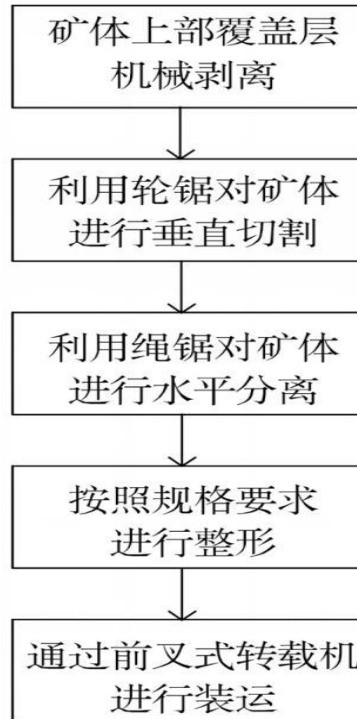 矿体上部覆盖层
机械剥离
利用轮锯对矿体
进行垂直切割
利用绳锯对矿体
进行水平分离
按照规格要求
进行整形
通过前叉式转载机
进行装运